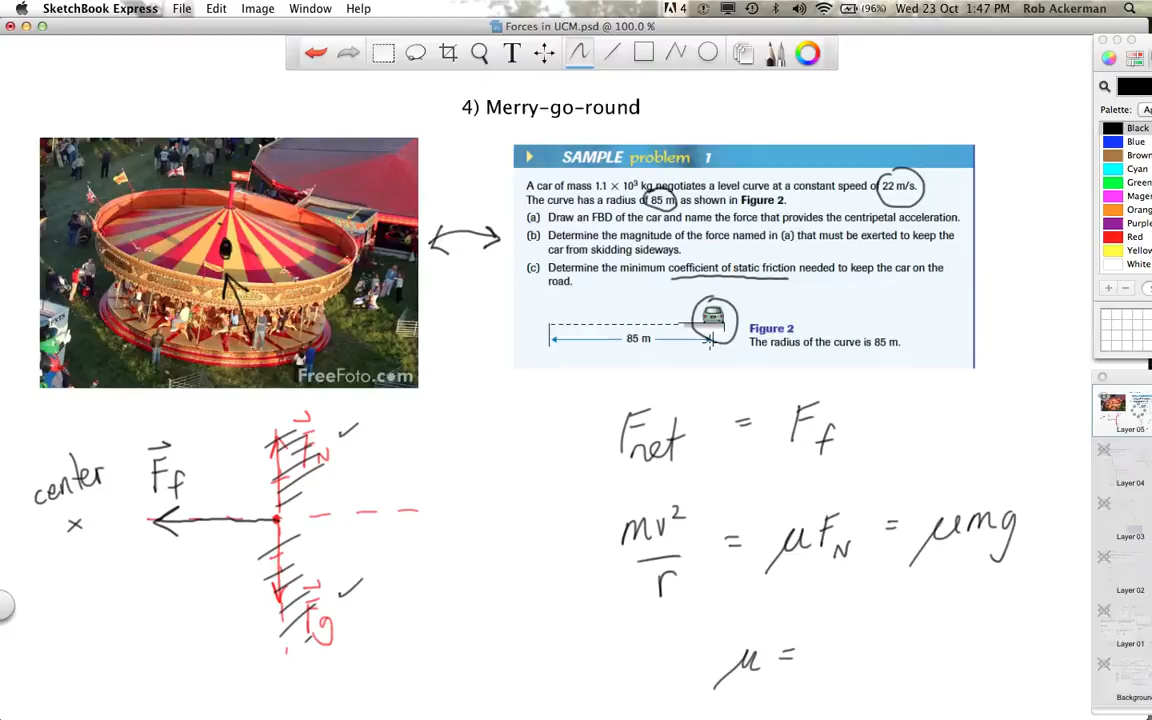 SketchBook Express File Edit Image Window Help 4 (96%) Wed 23 Oct 1:47 PM Rob Ackerman
Forces in UCM.psd @ 100.0 %
T
Palette:
Black
Blue
Brown
Cyan
Green
Orang
Purple
Red
Yello
White
4) Merry-go-round
FreeFoto.com
SAMPLE problem 1
A car of mass 1.1 × 10³ kg negotiates a level curve at a constant speed of 22 m/s.
The curve has a radius of 85 m, as shown in Figure 2.
(a) Draw an FBD of the car and name the force that provides the centripetal acceleration.
(b) Determine the magnitude of the force named in (a) that must be exerted to keep the
car from skidding sideways.
(c) Determine the minimum coefficient of static friction needed to keep the car on the
road.
85 m
Figure 2
The radius of the curve is 85 m.
center
×
F⃗f
F⃗N ✓
F⃗g ✓
Fnet = Ff
mv²/r = μFN = μmg
μ =
Layer 05
Layer 04
Layer 03
Layer 02
Layer 01
Background